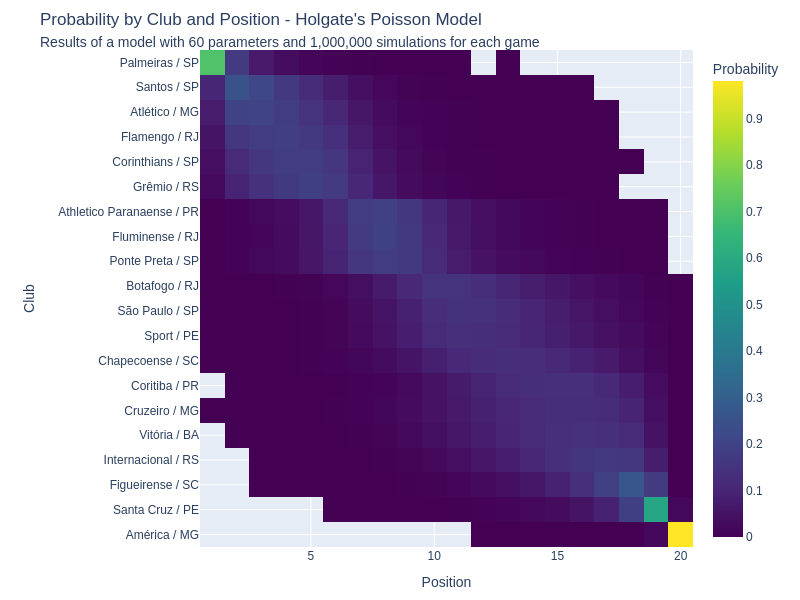 Probability by Club and Position - Holgate's Poisson Model
Results of a model with 60 parameters and 1,000,000 simulations for each game
Probability
Palmeiras / SP
Santos / SP
Atlético / MG
Flamengo / RJ
Corinthians / SP
Grêmio / RS
Athletico Paranaense / PR
Fluminense / RJ
Ponte Preta / SP
Botafogo / RJ
São Paulo / SP
Sport / PE
Chapecoense / SC
Coritiba / PR
Cruzeiro / MG
Vitória / BA
Internacional / RS
Figueirense / SC
Santa Cruz / PE
América / MG
Club
5
10
15
20
Position
0.9
0.8
0.7
0.6
0.5
0.4
0.3
0.2
0.1
0